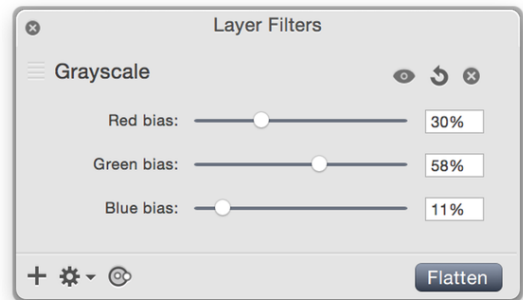 Layer Filters
Grayscale
Red bias: 30%
Green bias: 58%
Blue bias: 11%
Flatten